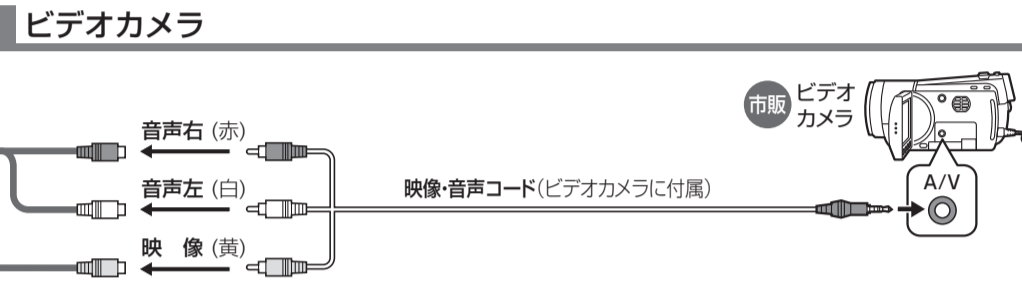 ビデオカメラ
市販 ビデオ
カメラ
音声右 (赤)
A/V
音声左 (白)
映像・音声コード(ビデオカメラに付属)
映 像 (黄)